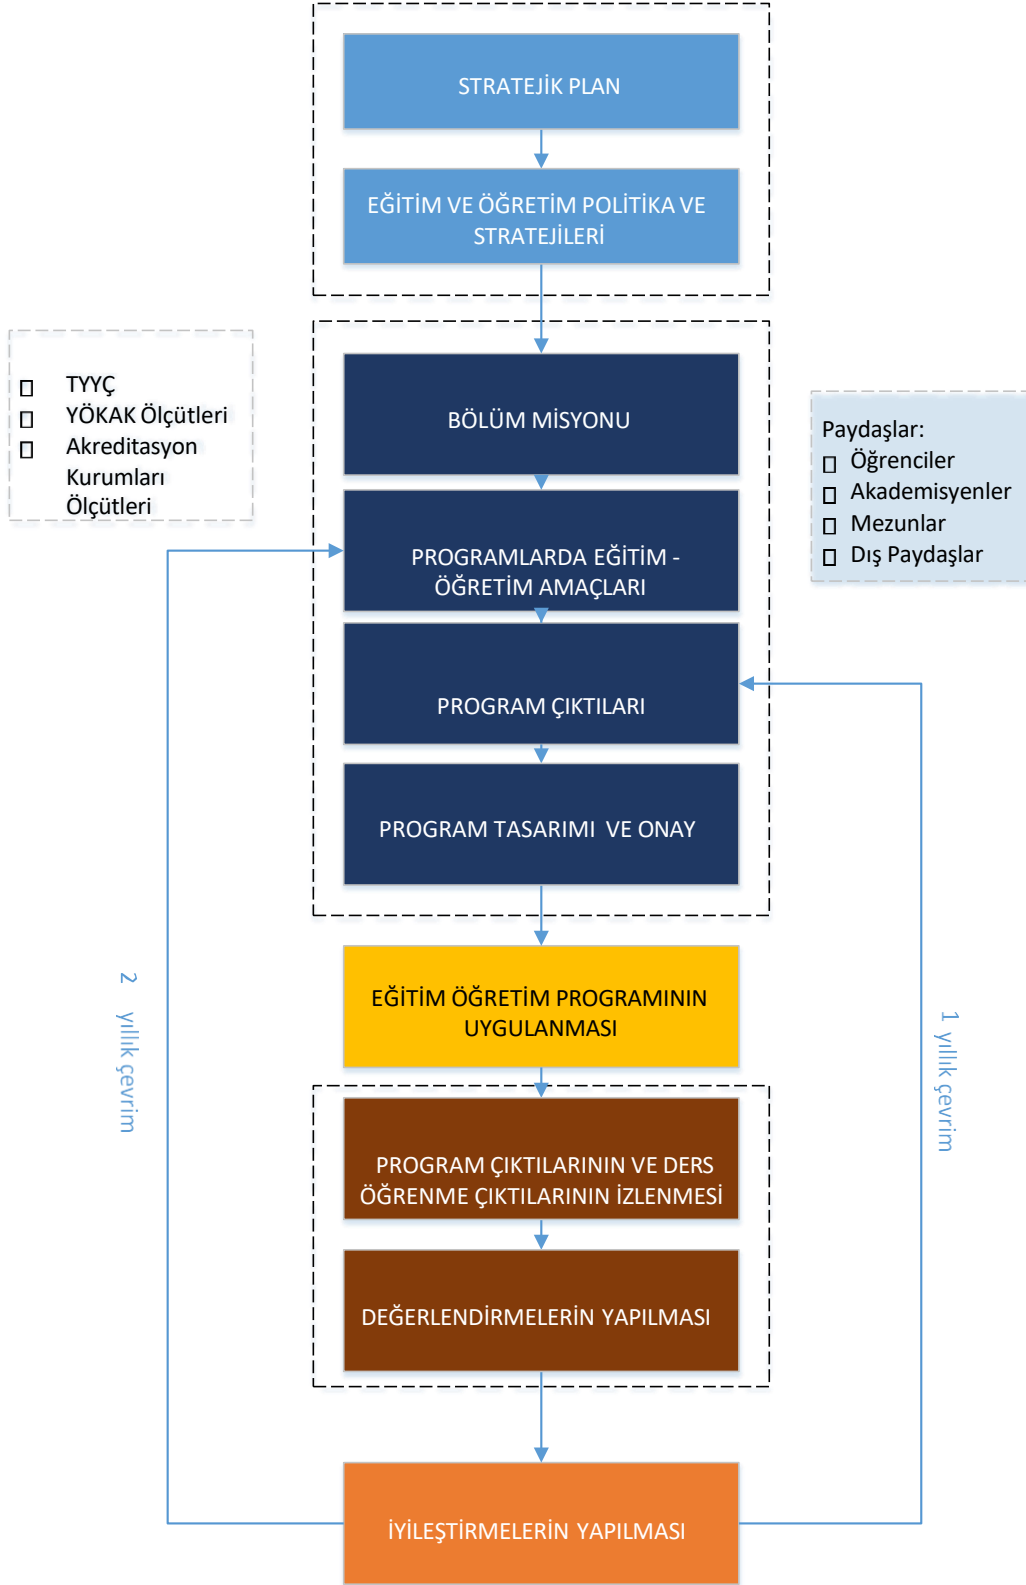 STRATEJİK PLAN
EĞİTİM VE ÖĞRETİM POLİTİKA VE
STRATEJİLERİ
TYYÇ
YÖKAK Ölçütleri
Akreditasyon
Kurumları
Ölçütleri
BÖLÜM MİSYONU
Paydaşlar:
Öğrenciler
Akademisyenler
Mezunlar
Dış Paydaşlar
PROGRAMLARDA EĞİTİM -
ÖĞRETİM AMAÇLARI
PROGRAM ÇIKTILARI
PROGRAM TASARIMI VE ONAY
EĞİTİM ÖĞRETİM PROGRAMININ
UYGULANMASI
2 yıllık çevrim
1 yıllık çevrim
PROGRAM ÇIKTILARININ VE DERS
ÖĞRENME ÇIKTILARININ İZLENMESİ
DEĞERLENDİRMELERİN YAPILMASI
İYİLEŞTİRMELERİN YAPILMASI